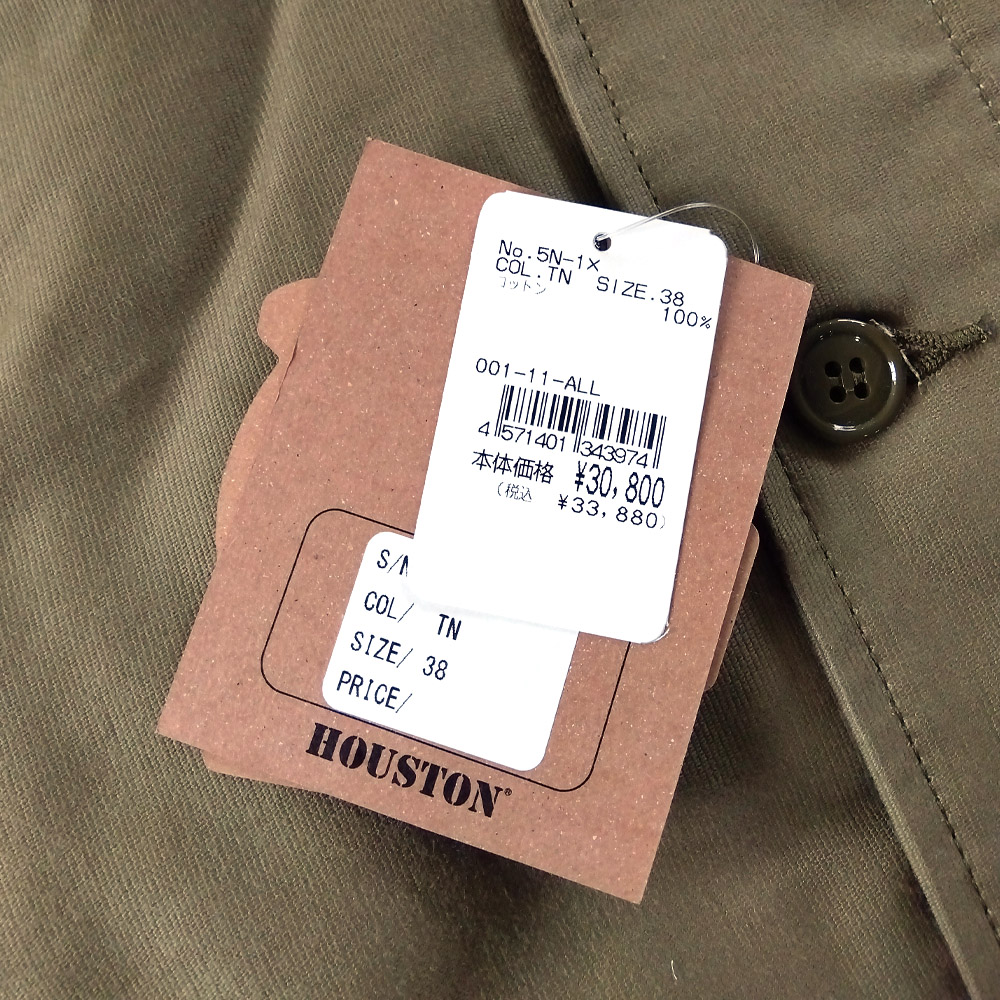 No.5N-1X
COL.TN SIZE.38
コットン 100%
001-11-ALL
4 571401 343974
本体価格 ¥30,800
(税込 ¥33,880)
S/N
COL/ TN
SIZE/ 38
PRICE/
HOUSTON®